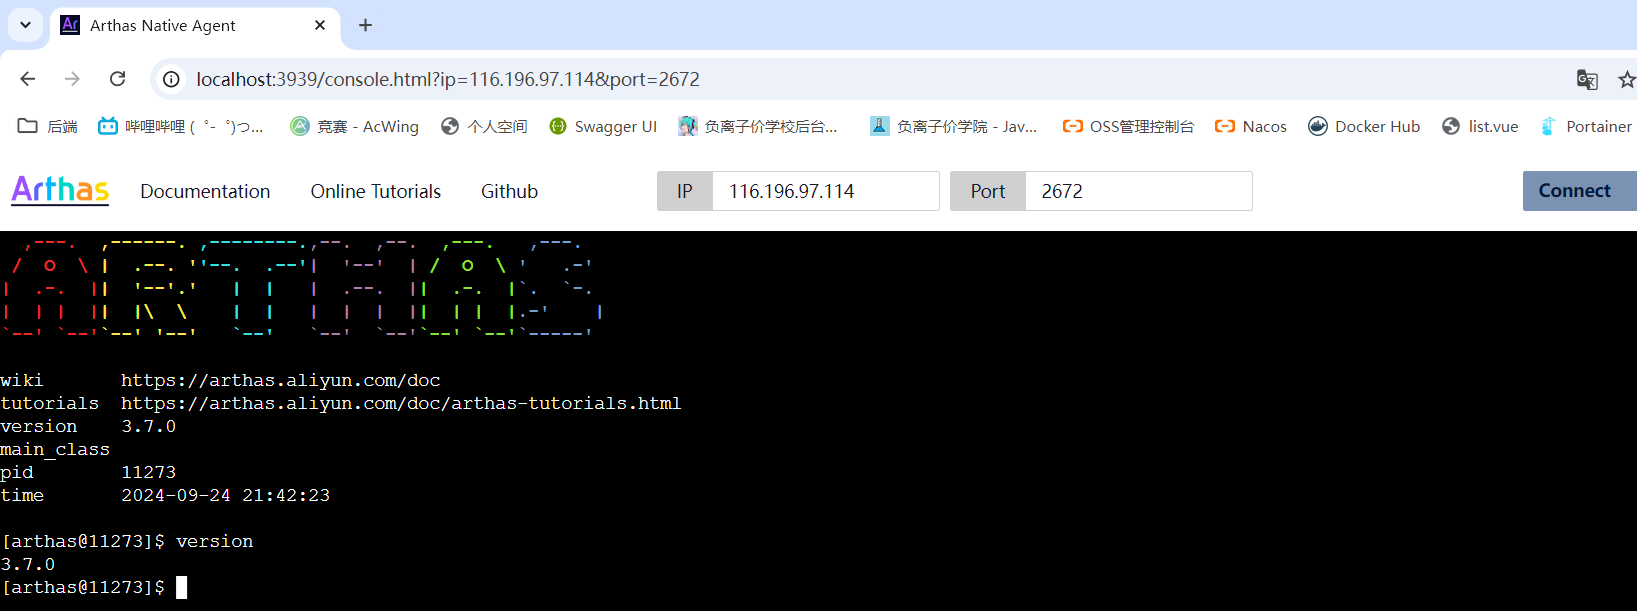 Arthas Native Agent
localhost:3939/console.html?ip=116.196.97.114&port=2672
后端 哔哩哔哩 (゜-゜)つ... 竞赛 - AcWing 个人空间 Swagger UI 负离子价学校后台... 负离子价学院 - Jav... OSS管理控制台 Nacos Docker Hub list.vue Portainer
Arthas Documentation Online Tutorials Github IP 116.196.97.114 Port 2672 Connect
ARTHAS
wiki https://arthas.aliyun.com/doc
tutorials https://arthas.aliyun.com/doc/arthas-tutorials.html
version 3.7.0
main_class
pid 11273
time 2024-09-24 21:42:23
[arthas@11273]$ version
3.7.0
[arthas@11273]$